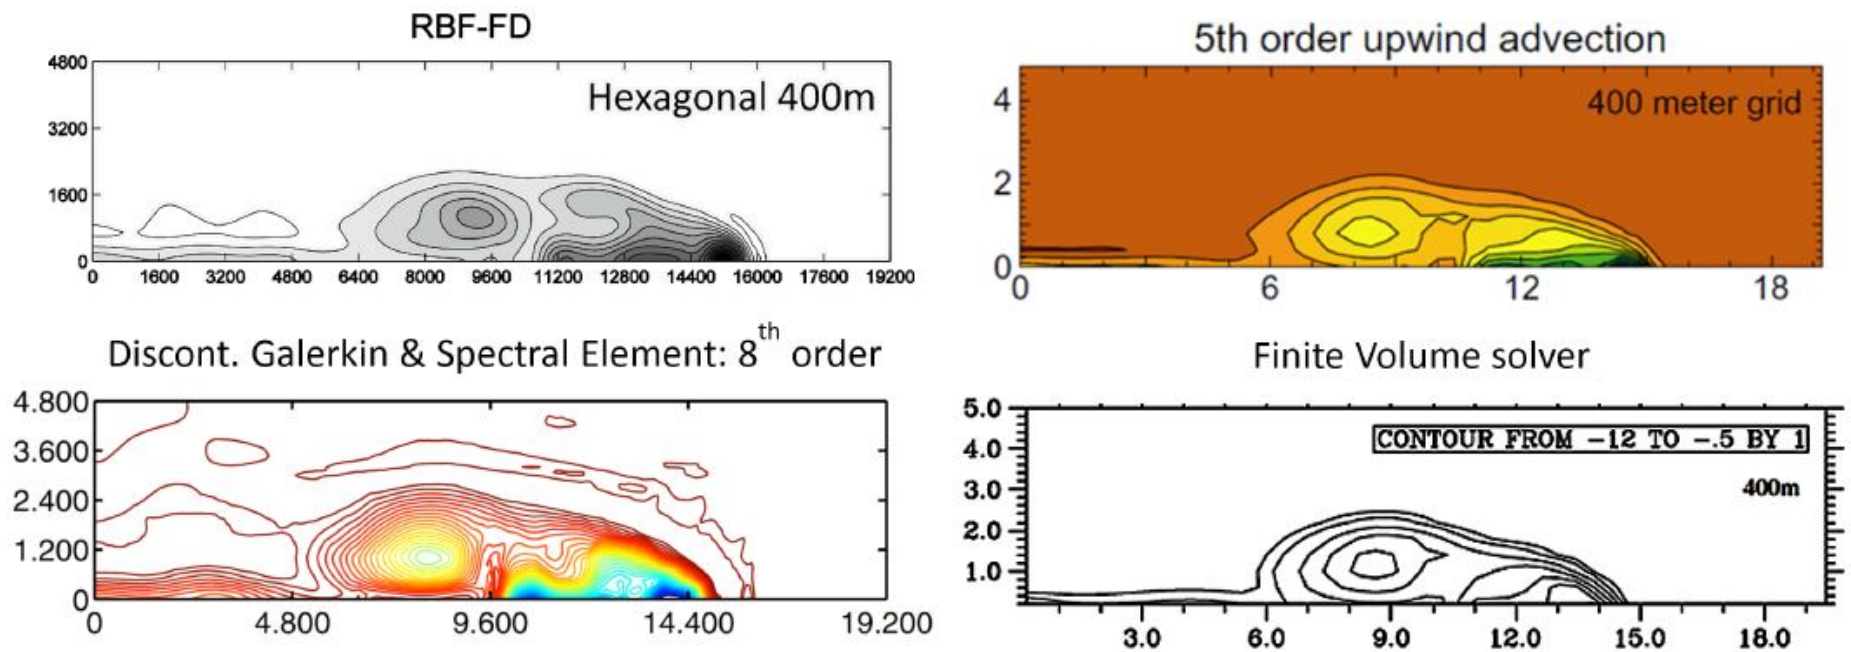 RBF-FD
4800
Hexagonal 400m
3200
1600
0
0 1600 3200 4800 6400 8000 9600 11200 12800 14400 16000 17600 19200
5th order upwind advection
4
400 meter grid
2
0
0 6 12 18
Discont. Galerkin & Spectral Element: 8th order
4.800
3.600
2.400
1.200
0
0 4.800 9.600 14.400 19.200
Finite Volume solver
5.0
CONTOUR FROM -12 TO -.5 BY 1
4.0
3.0
400m
2.0
1.0
3.0 6.0 9.0 12.0 15.0 18.0